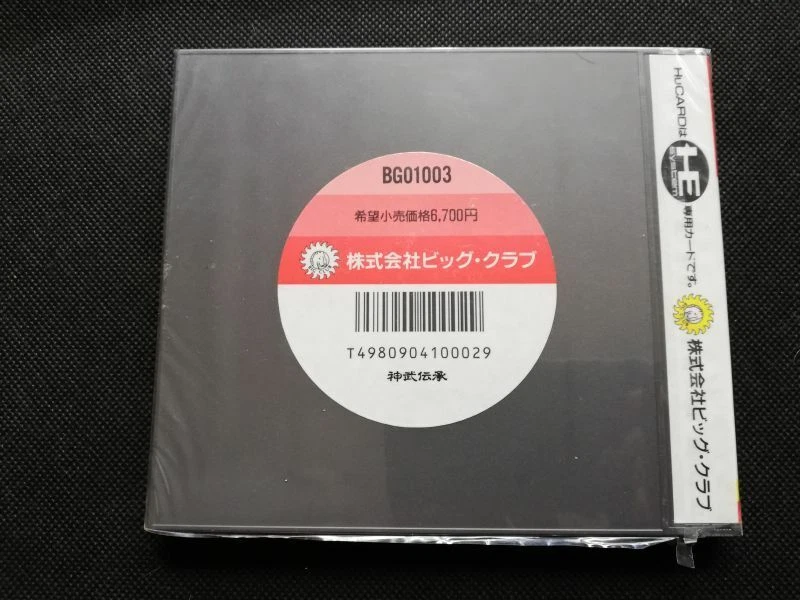 BG01003
希望小売価格6,700円
株式会社ビッグ・クラブ
T4980904100029
神武伝承
HuCARDは HE system 専用カードです。
株式会社ビッグ・クラブ